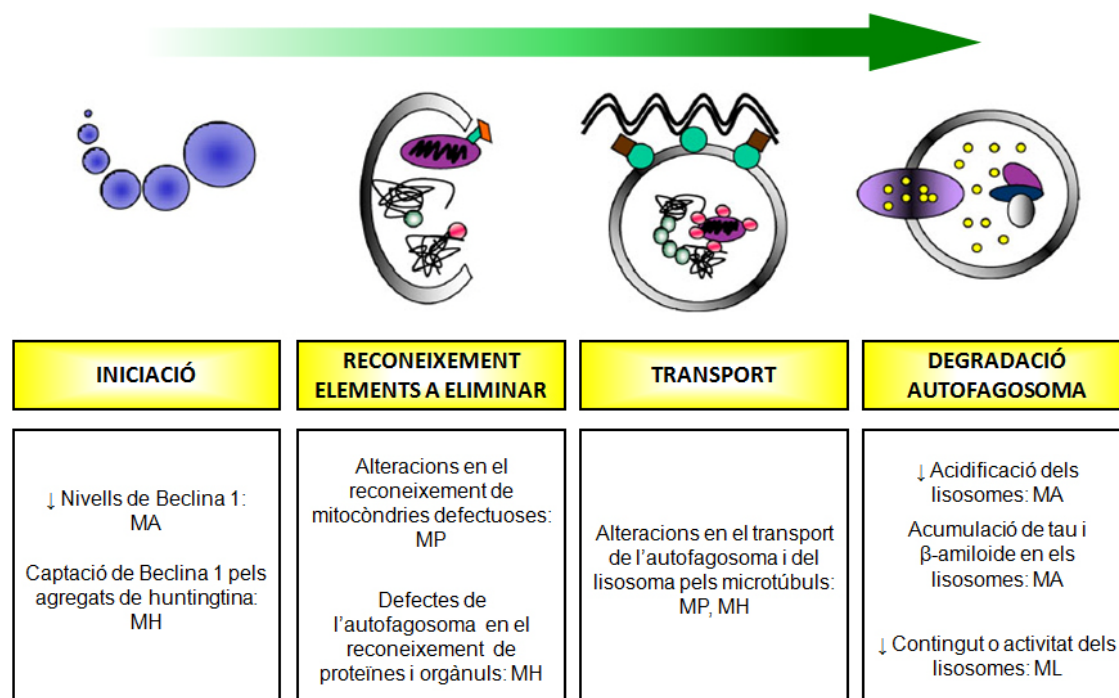 INICIACIÓ
RECONEIXEMENT
ELEMENTS A ELIMINAR
TRANSPORT
DEGRADACIÓ
AUTOFAGOSOMA
↓ Nivells de Beclina 1:
MA
Captació de Beclina 1 pels
agregats de huntingtina:
MH
Alteracions en el
reconeixement de
mitocòndries defectuoses:
MP
Defectes de
l’autofagosoma en el
reconeixement de
proteïnes i orgànuls: MH
Alteracions en el transport
de l’autofagosoma i del
lisosoma pels microtúbuls:
MP, MH
↓ Acidificació dels
lisosomes: MA
Acumulació de tau i
β-amiloide en els
lisosomes: MA
↓ Contingut o activitat dels
lisosomes: ML